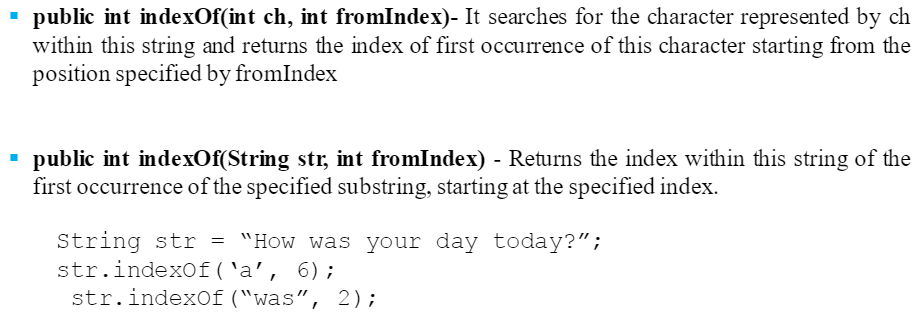 ▪ public int indexOf(int ch, int fromIndex)- It searches for the character represented by ch
within this string and returns the index of first occurrence of this character starting from the
position specified by fromIndex
▪ public int indexOf(String str, int fromIndex) - Returns the index within this string of the
first occurrence of the specified substring, starting at the specified index.
String str = “How was your day today?”;
str.indexOf(‘a’, 6);
str.indexOf(“was”, 2);